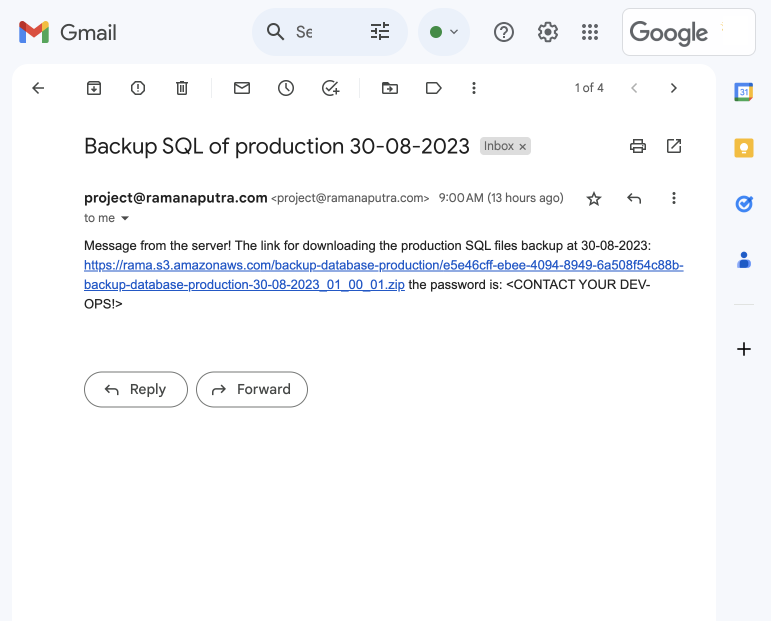 Gmail
Se
Google
1 of 4
31
Backup SQL of production 30-08-2023 Inbox ×
project@ramanaputra.com <project@ramanaputra.com> 9:00 AM (13 hours ago)
to me
Message from the server! The link for downloading the production SQL files backup at 30-08-2023:
https://rama.s3.amazonaws.com/backup-database-production/e5e46cff-ebee-4094-8949-6a508f54c88b-
backup-database-production-30-08-2023_01_00_01.zip the password is: <CONTACT YOUR DEV-
OPS!>
Reply Forward